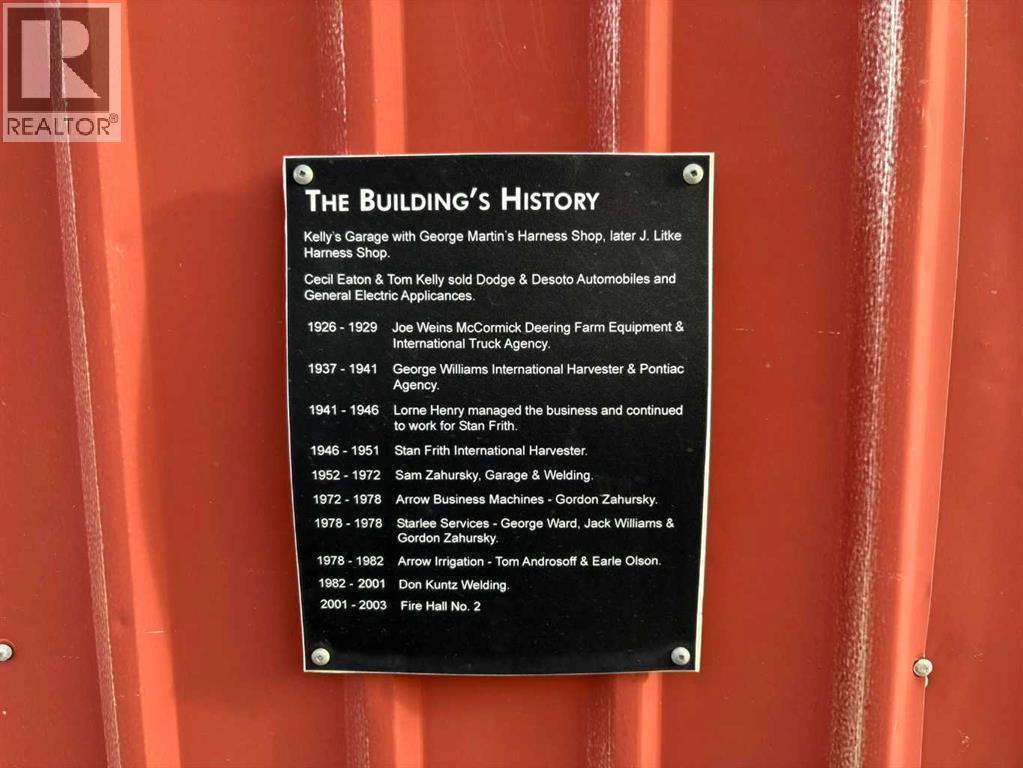 REALTOR®
THE BUILDING'S HISTORY
Kelly's Garage with George Martin's Harness Shop, later J. Litke
Harness Shop.
Cecil Eaton & Tom Kelly sold Dodge & Desoto Automobiles and
General Electric Applicances.
1926 - 1929 Joe Weins McCormick Deering Farm Equipment &
International Truck Agency.
1937 - 1941 George Williams International Harvester & Pontiac
Agency.
1941 - 1946 Lorne Henry managed the business and continued
to work for Stan Frith.
1946 - 1951 Stan Frith International Harvester.
1952 - 1972 Sam Zahursky, Garage & Welding.
1972 - 1978 Arrow Business Machines - Gordon Zahursky.
1978 - 1978 Starlee Services - George Ward, Jack Williams &
Gordon Zahursky.
1978 - 1982 Arrow Irrigation - Tom Androsoff & Earle Olson.
1982 - 2001 Don Kuntz Welding.
2001 - 2003 Fire Hall No. 2